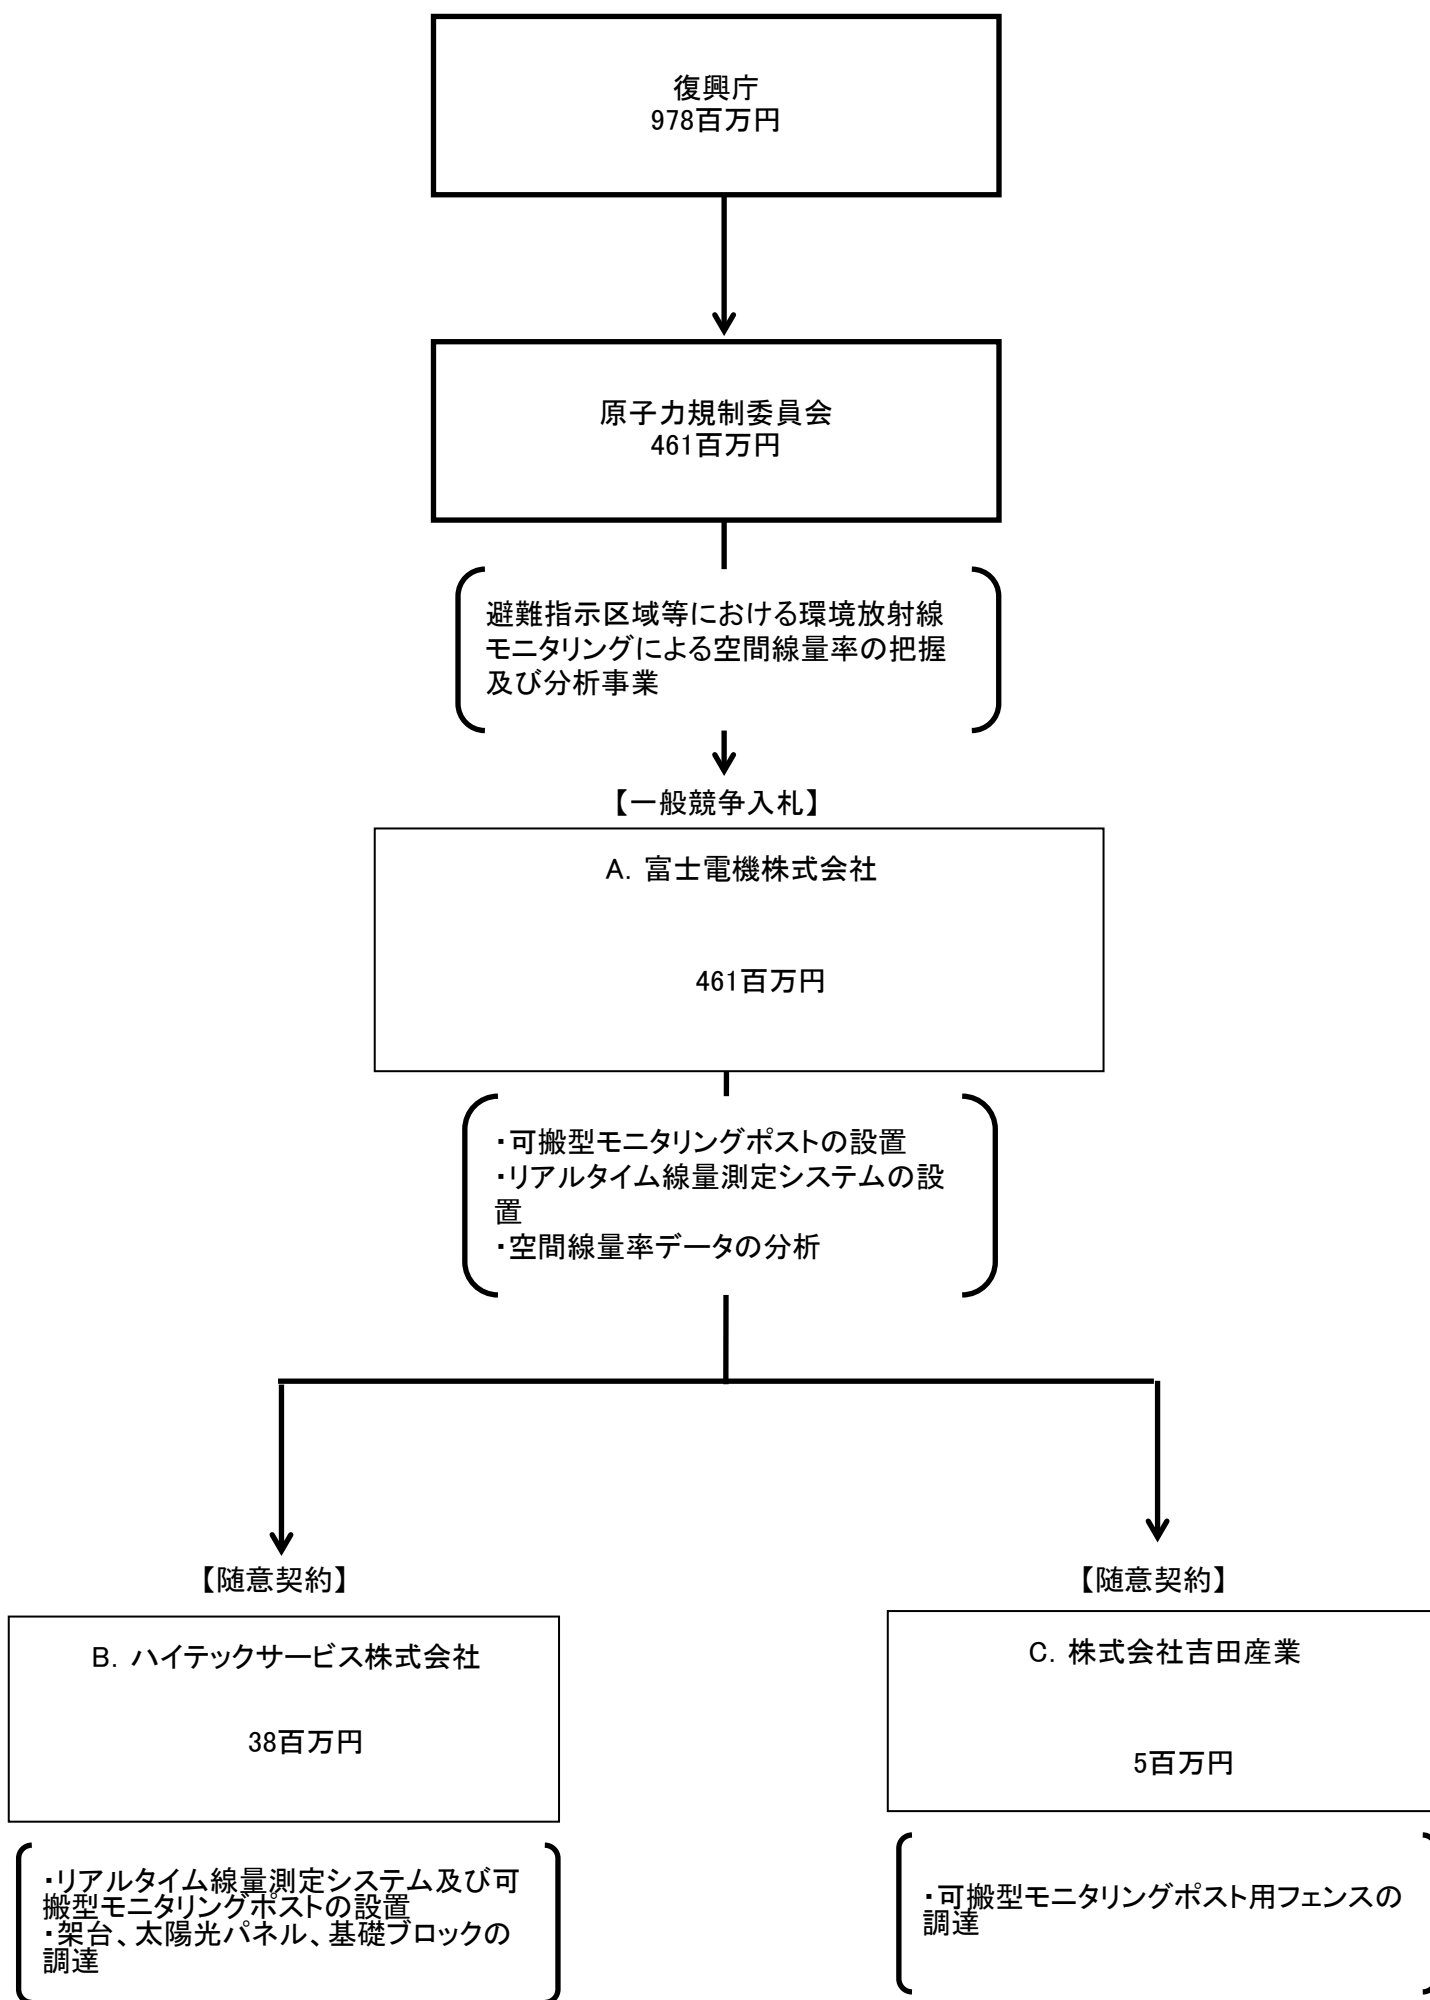 復興庁
978百万円
原子力規制委員会
461百万円
避難指示区域等における環境放射線
モニタリングによる空間線量率の把握
及び分析事業
【一般競争入札】
A. 富士電機株式会社
461百万円
・可搬型モニタリングポストの設置
・リアルタイム線量測定システムの設
置
・空間線量率データの分析
【随意契約】
B. ハイテックサービス株式会社
38百万円
・リアルタイム線量測定システム及び可
搬型モニタリングポストの設置
・架台、太陽光パネル、基礎ブロックの
調達
【随意契約】
C. 株式会社吉田産業
5百万円
・可搬型モニタリングポスト用フェンスの
調達